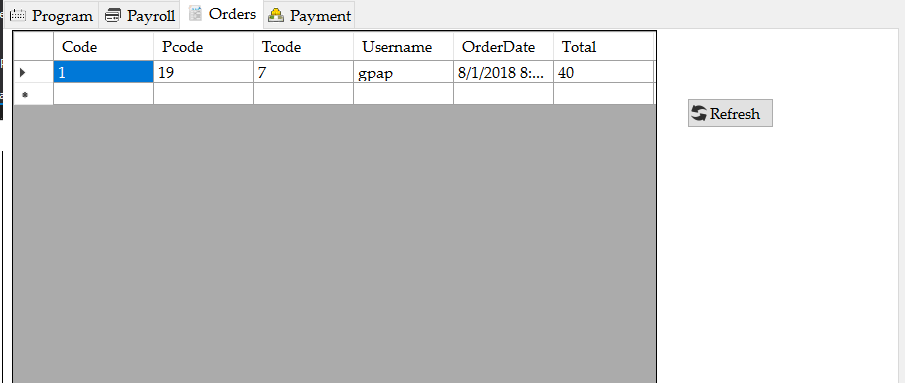 Program Payroll Orders Payment
Code Pcode Tcode Username OrderDate Total
1 19 7 gpap 8/1/2018 8:... 40
Refresh